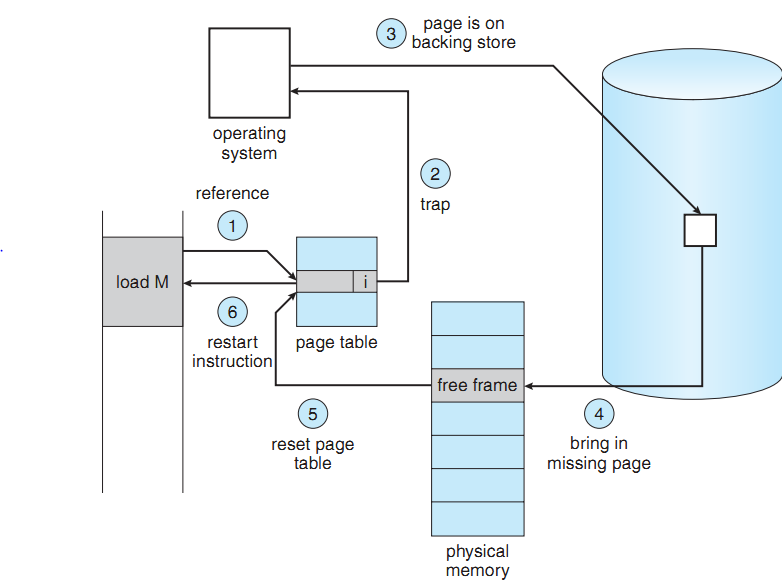 3
page is on
backing store
operating
system
2
trap
reference
1
load M
i
6
restart
instruction
page table
free frame
5
reset page
table
4
bring in
missing page
physical
memory